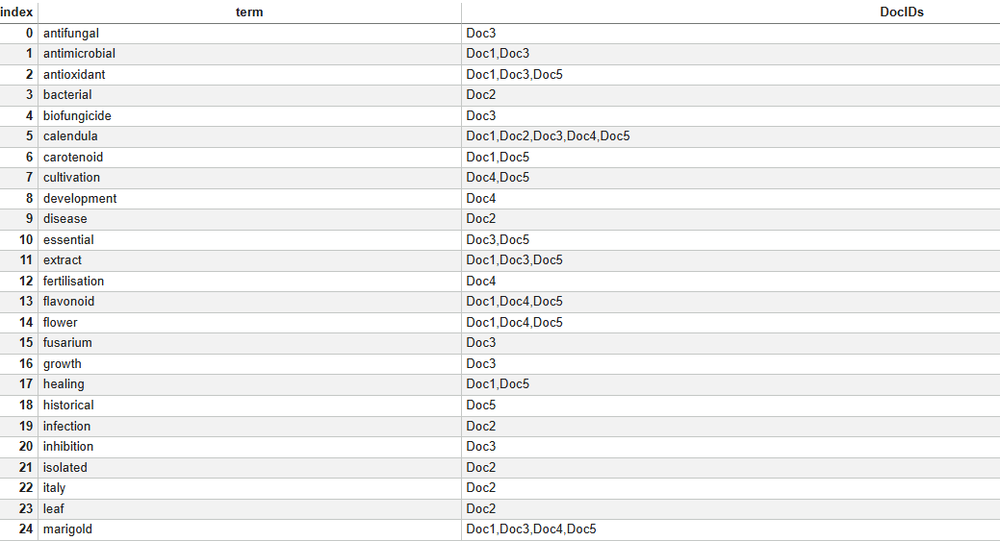 index term DocIDs
0 antifungal Doc3
1 antimicrobial Doc1,Doc3
2 antioxidant Doc1,Doc3,Doc5
3 bacterial Doc2
4 biofungicide Doc3
5 calendula Doc1,Doc2,Doc3,Doc4,Doc5
6 carotenoid Doc1,Doc5
7 cultivation Doc4,Doc5
8 development Doc4
9 disease Doc2
10 essential Doc3,Doc5
11 extract Doc1,Doc3,Doc5
12 fertilisation Doc4
13 flavonoid Doc1,Doc4,Doc5
14 flower Doc1,Doc4,Doc5
15 fusarium Doc3
16 growth Doc3
17 healing Doc1,Doc5
18 historical Doc5
19 infection Doc2
20 inhibition Doc3
21 isolated Doc2
22 italy Doc2
23 leaf Doc2
24 marigold Doc1,Doc3,Doc4,Doc5